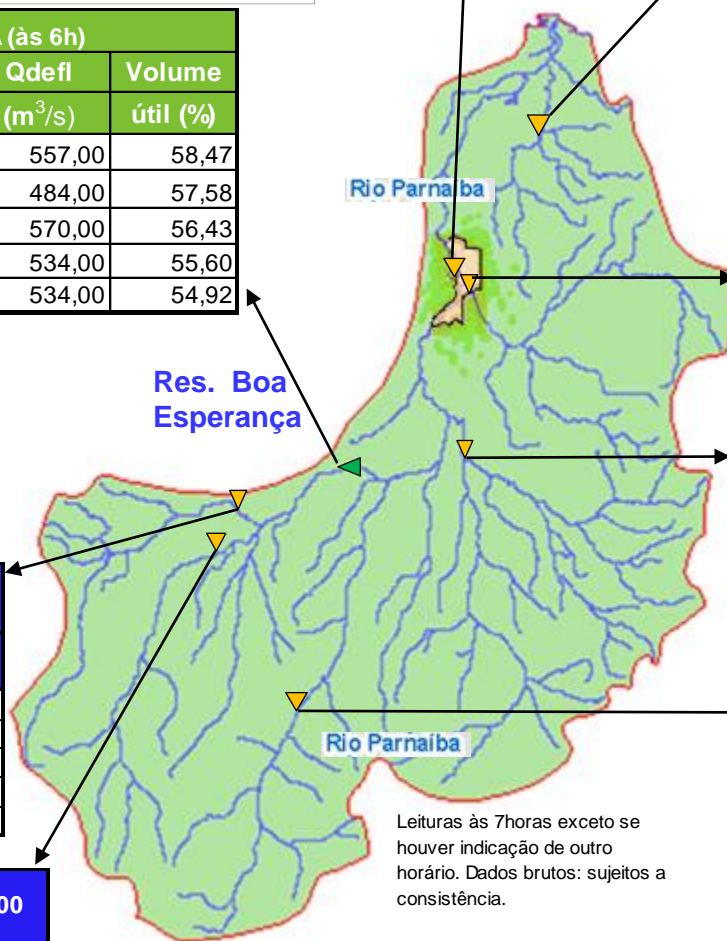 (às 6h)
Qdefl Volume
(m³/s) útil (%)
557,00 58,47
484,00 57,58
570,00 56,43
534,00 55,60
534,00 54,92
Rio Parnaíba
Res. Boa
Esperança
Rio Parnaíba
Leituras às 7horas exceto se
houver indicação de outro
horário. Dados brutos: sujeitos a
consistência.
00